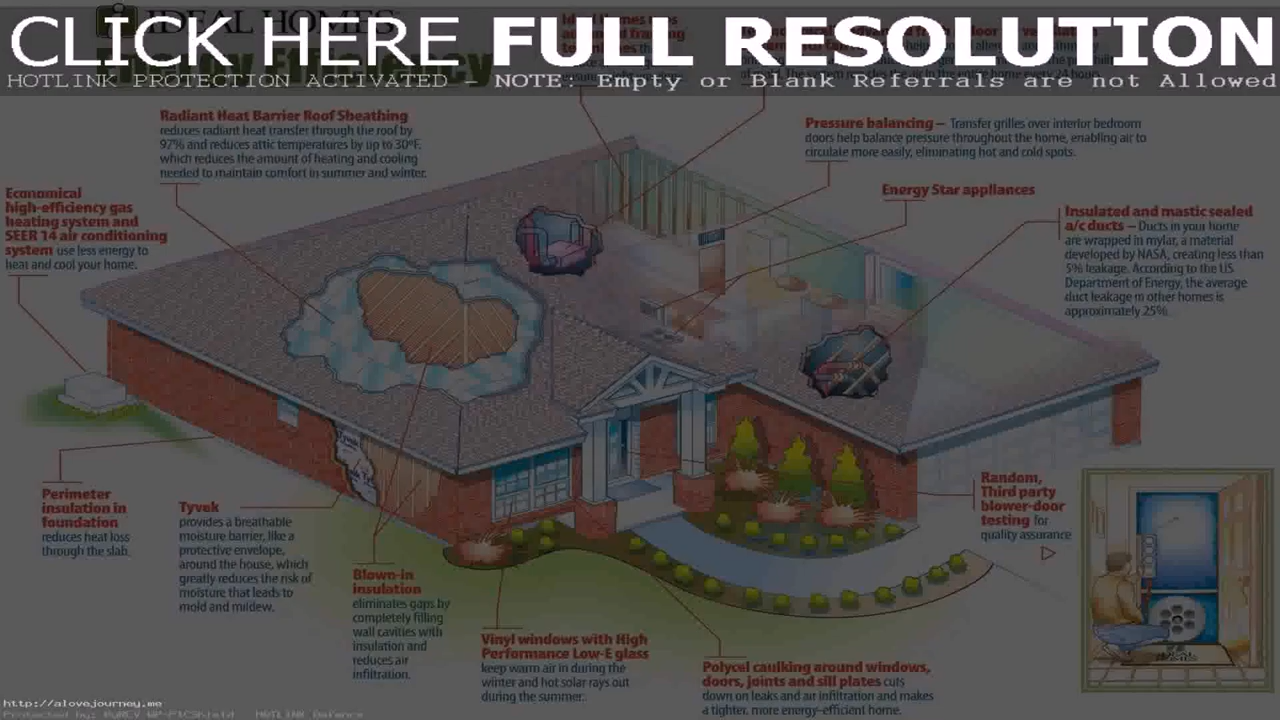 CLICK HERE FULL RESOLUTION
HOTLINK PROTECTION ACTIVATED – NOTE: Empty or Blank Referrals are not Allowed
IDEAL HOMES
Radiant Heat Barrier Roof Sheathing
reduces radiant heat transfer through the roof by
97% and reduces attic temperatures by up to 30°F.
which reduces the amount of heating and cooling
needed to maintain comfort in summer and winter.
Pressure balancing — Transfer grilles over interior bedroom
doors help balance pressure throughout the home, enabling air to
circulate more easily, eliminating hot and cold spots.
Energy Star appliances
Economical
high-efficiency gas
heating system and
SEER 14 air conditioning
system use less energy to
heat and cool your home.
Insulated and mastic sealed
a/c ducts — Ducts in your home
are wrapped in mylar, a material
developed by NASA, creating less than
5% leakage. According to the US
Department of Energy, the average
duct leakage in other homes is
approximately 25%.
Perimeter
insulation in
foundation
reduces heat loss
through the slab.
Tyvek
provides a breathable
moisture barrier, like a
protective envelope,
around the house, which
greatly reduces the risk of
moisture that leads to
mold and mildew.
Blown-in
insulation
eliminates gaps by
completely filling
wall cavities with
insulation and
reduces air
infiltration.
Vinyl windows with High
Performance Low-E glass
keep warm air in during the
winter and hot solar rays out
during the summer.
Polycel caulking around windows,
doors, joints and sill plates cuts
down on leaks and air infiltration and makes
a tighter, more energy-efficient home.
Random,
Third party
blower-door
testing for
quality assurance
http://alovejourney.me
Protected by: